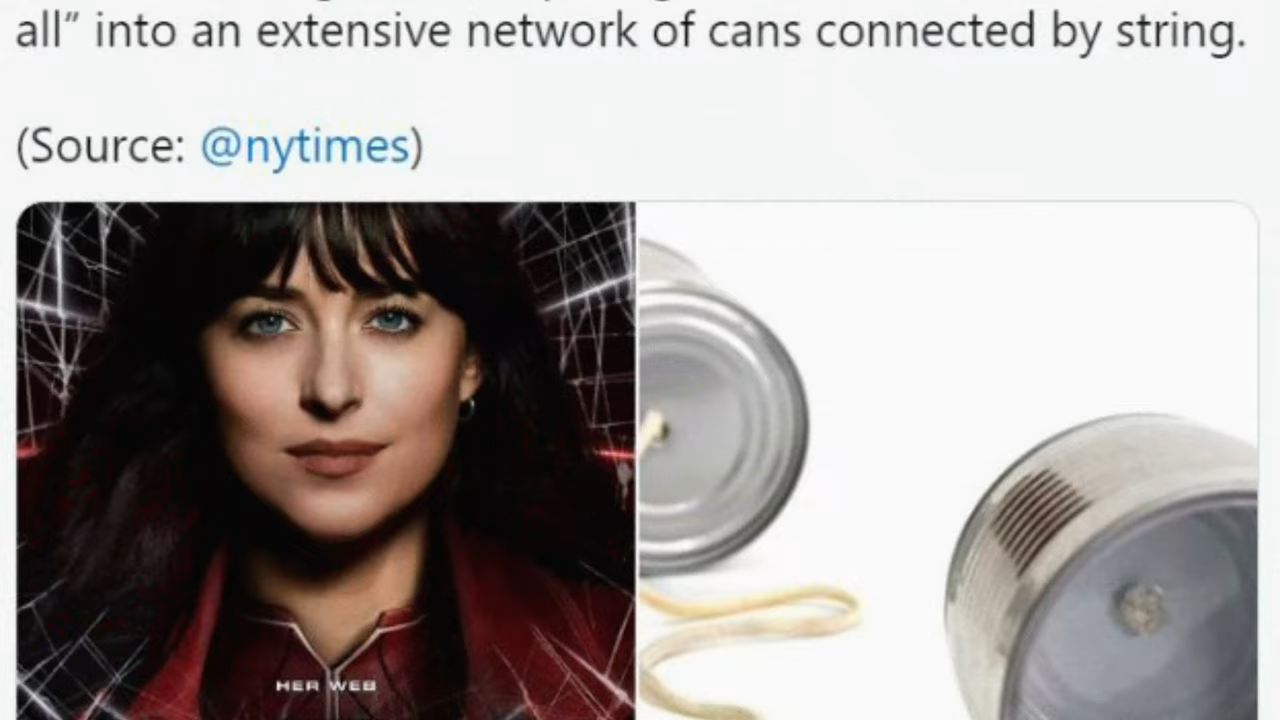 all” into an extensive network of cans connected by string.
(Source: @nytimes)
HER WEB